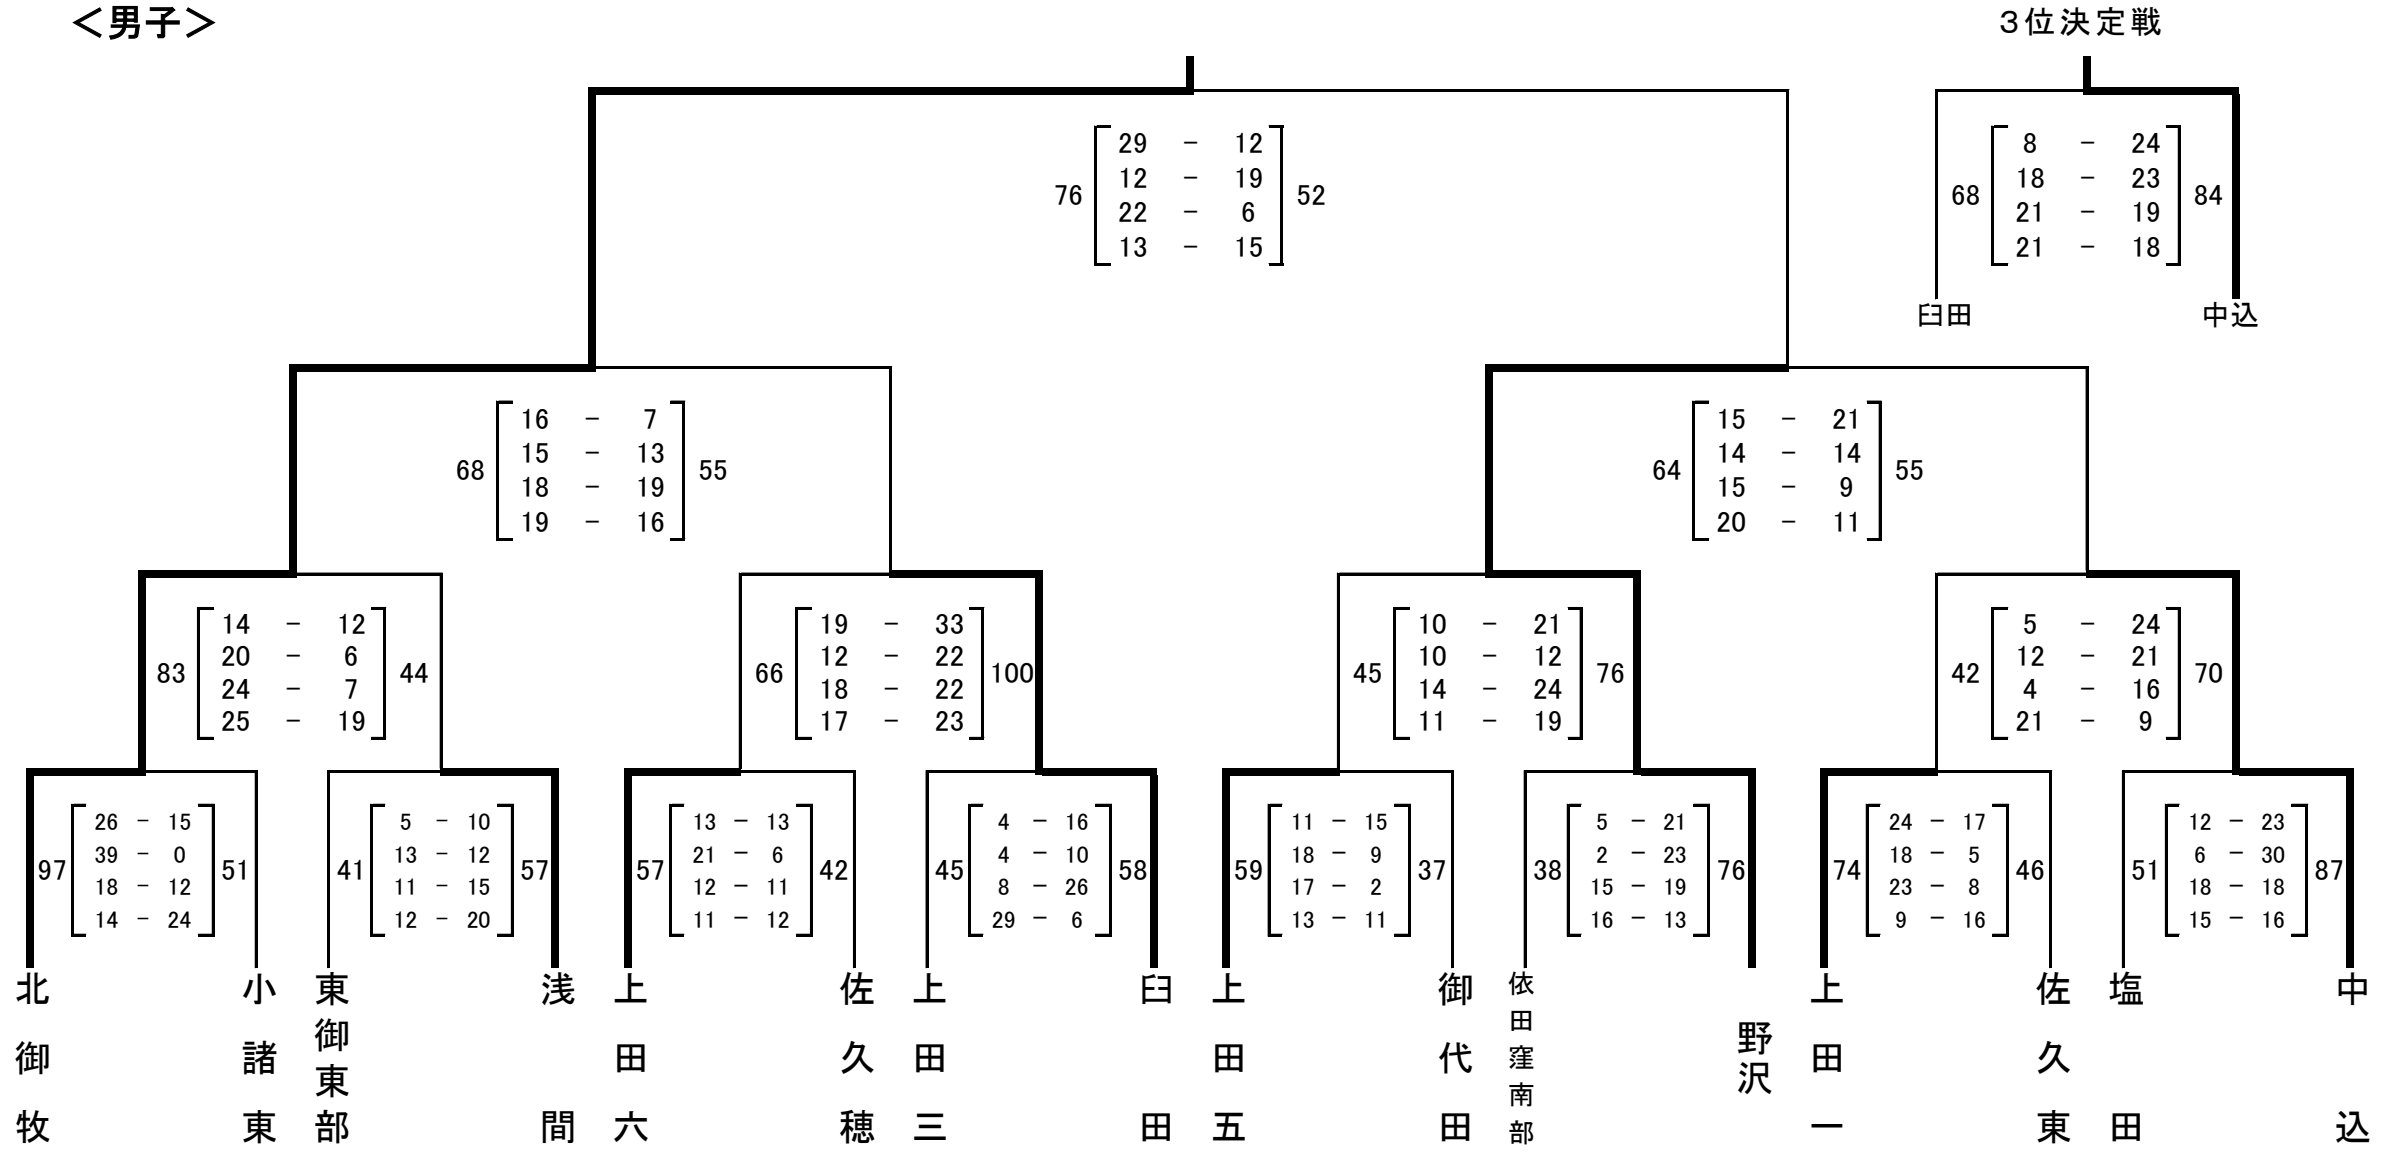 ＜男子＞
３位決定戦
76
29 － 12
12 － 19
22 － 6
13 － 15
52
68
8 － 24
18 － 23
21 － 19
21 － 18
84
臼田
中込
68
16 － 7
15 － 13
18 － 19
19 － 16
55
64
15 － 21
14 － 14
15 － 9
20 － 11
55
83
14 － 12
20 － 6
24 － 7
25 － 19
44
66
19 － 33
12 － 22
18 － 22
17 － 23
100
45
10 － 21
10 － 12
14 － 24
11 － 19
76
42
5 － 24
12 － 21
4 － 16
21 － 9
70
97
26 － 15
39 － 0
18 － 12
14 － 24
51
41
5 － 10
13 － 12
11 － 15
12 － 20
57
57
13 － 13
21 － 6
12 － 11
11 － 12
42
45
4 － 16
4 － 10
8 － 26
29 － 6
58
59
11 － 15
18 － 9
17 － 2
13 － 11
37
38
5 － 21
2 － 23
15 － 19
16 － 13
76
74
24 － 17
18 － 5
23 － 8
9 － 16
46
51
12 － 23
6 － 30
18 － 18
15 － 16
87
北御牧
小諸東
東御東部
浅間
上田六
佐久穂
上田三
臼田
上田五
御代田
依田窪南部
野沢
上田一
佐久東
塩田
中込